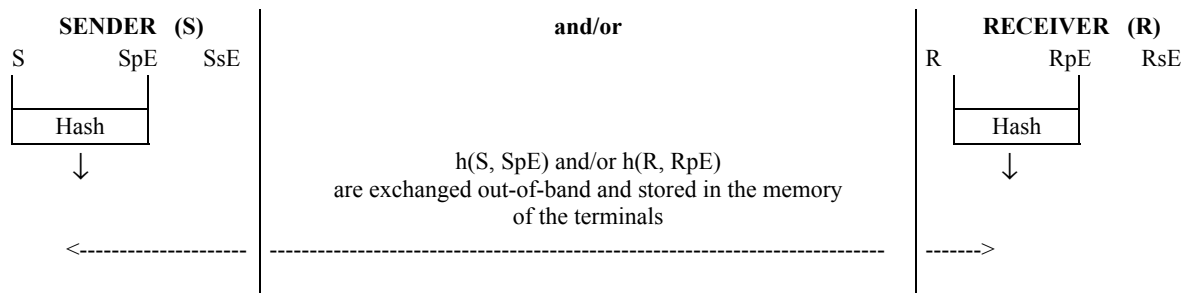 SENDER (S) and/or RECEIVER (R)
S SpE SsE R RpE RsE
Hash Hash
↓ ↓
h(S, SpE) and/or h(R, RpE)
are exchanged out-of-band and stored in the memory
of the terminals
<----------------- ------------------------------------------------------------------------------ ------->